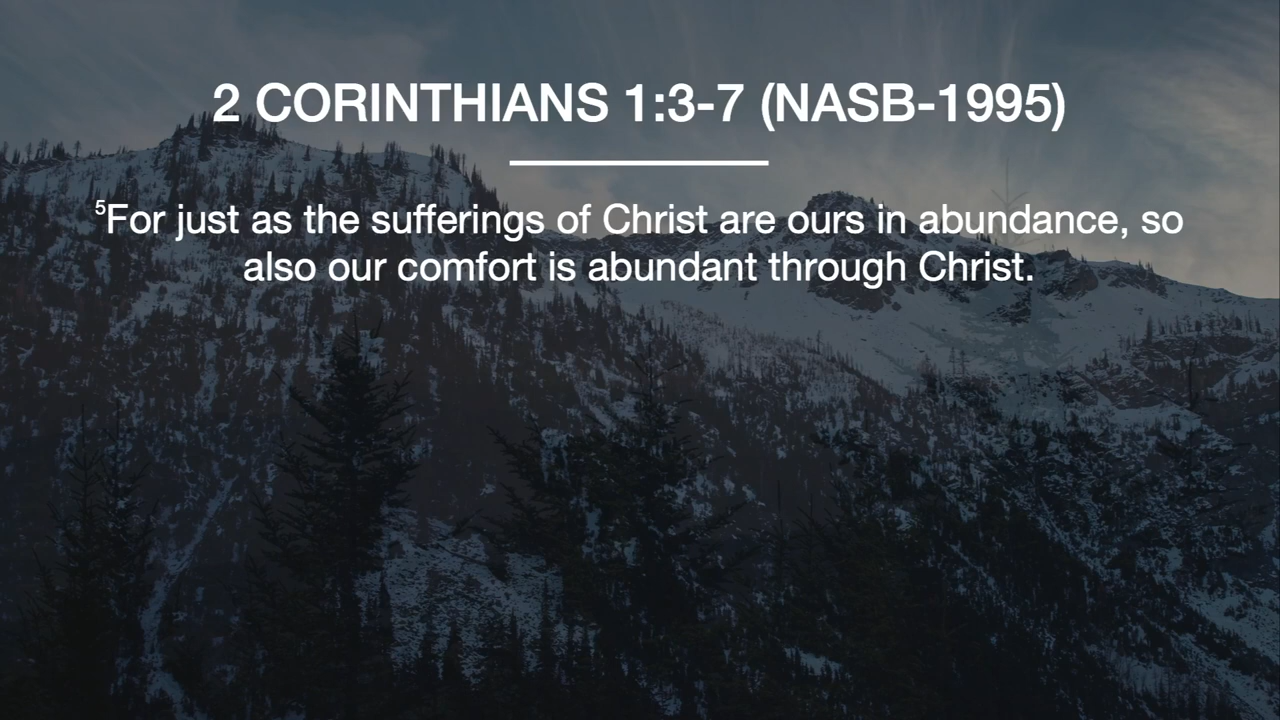 2 CORINTHIANS 1:3-7 (NASB-1995)
⁵For just as the sufferings of Christ are ours in abundance, so
also our comfort is abundant through Christ.